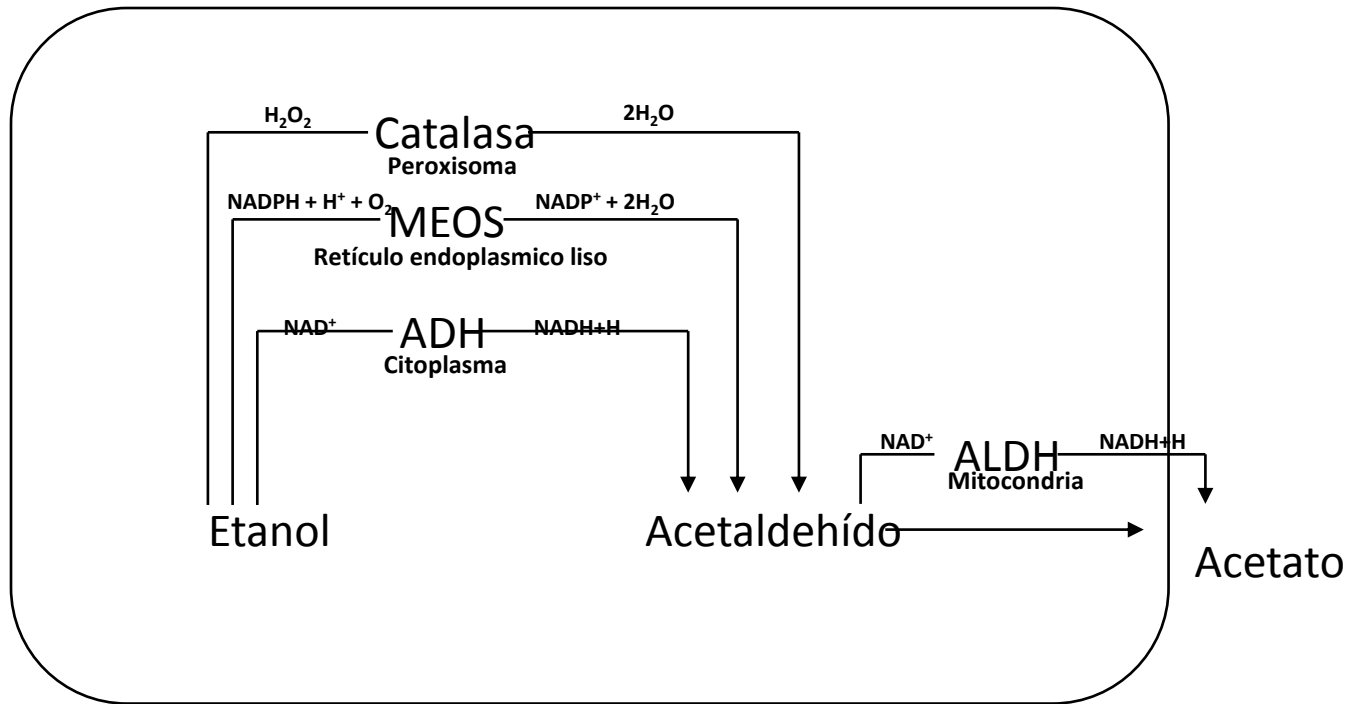 H₂O₂ Catalasa 2H₂O
Peroxisoma
NADPH + H⁺ + O₂ MEOS NADP⁺ + 2H₂O
Retículo endoplasmico liso
NAD⁺ ADH NADH+H
Citoplasma
NAD⁺ ALDH NADH+H
Mitocondria
Etanol Acetaldehído
Acetato